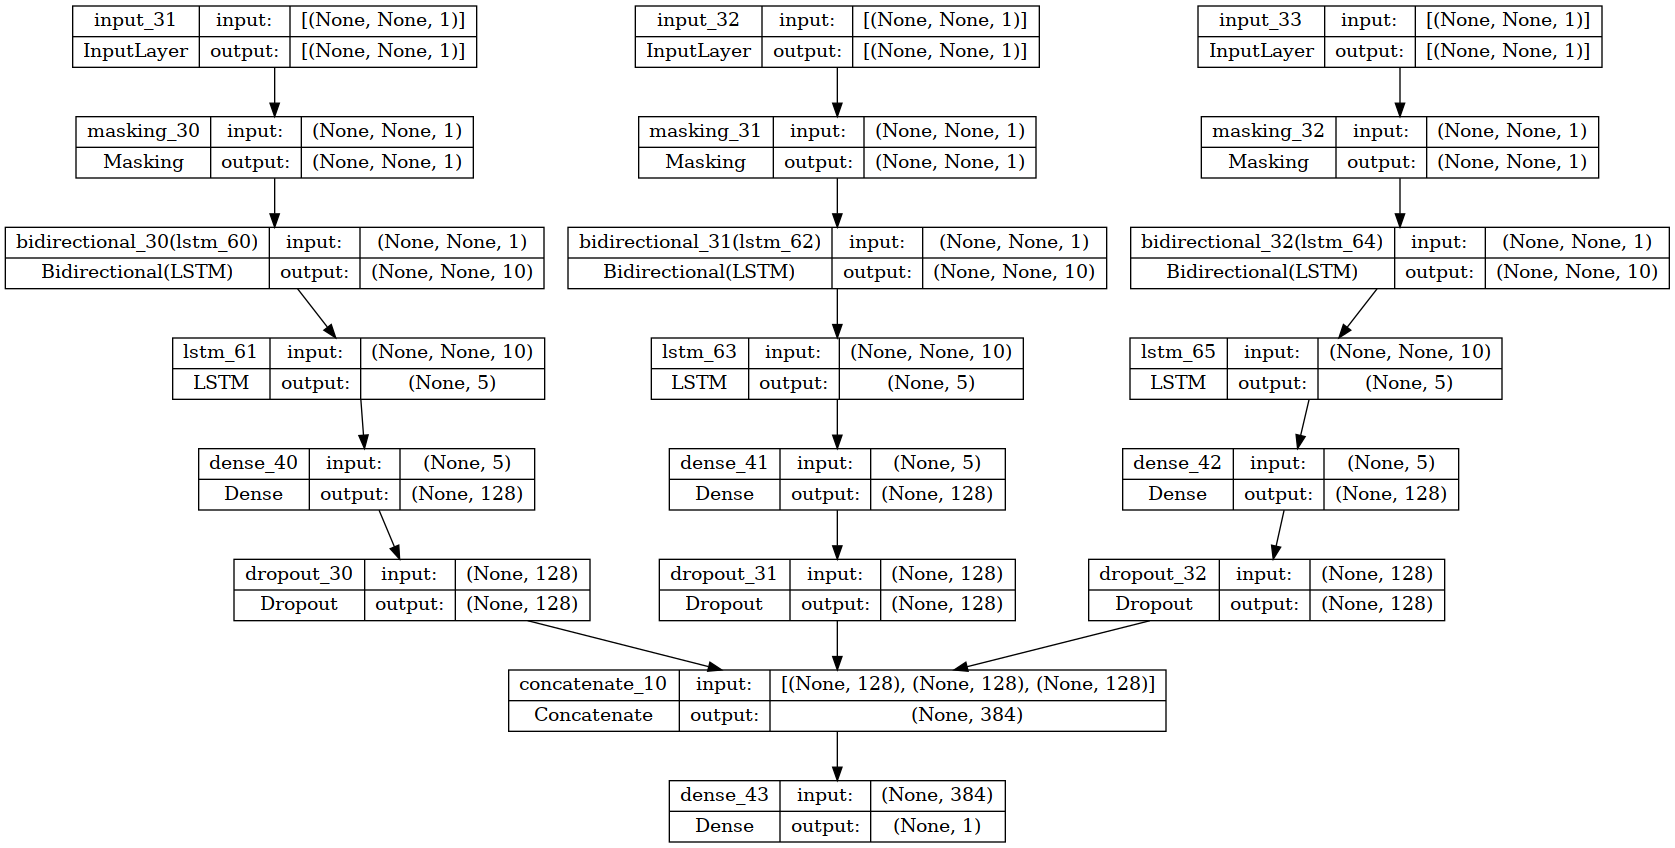 input_31 input: [(None, None, 1)]
InputLayer output: [(None, None, 1)]
input_32 input: [(None, None, 1)]
InputLayer output: [(None, None, 1)]
input_33 input: [(None, None, 1)]
InputLayer output: [(None, None, 1)]
masking_30 input: (None, None, 1)
Masking output: (None, None, 1)
masking_31 input: (None, None, 1)
Masking output: (None, None, 1)
masking_32 input: (None, None, 1)
Masking output: (None, None, 1)
bidirectional_30(lstm_60) input: (None, None, 1)
Bidirectional(LSTM) output: (None, None, 10)
bidirectional_31(lstm_62) input: (None, None, 1)
Bidirectional(LSTM) output: (None, None, 10)
bidirectional_32(lstm_64) input: (None, None, 1)
Bidirectional(LSTM) output: (None, None, 10)
lstm_61 input: (None, None, 10)
LSTM output: (None, 5)
lstm_63 input: (None, None, 10)
LSTM output: (None, 5)
lstm_65 input: (None, None, 10)
LSTM output: (None, 5)
dense_40 input: (None, 5)
Dense output: (None, 128)
dense_41 input: (None, 5)
Dense output: (None, 128)
dense_42 input: (None, 5)
Dense output: (None, 128)
dropout_30 input: (None, 128)
Dropout output: (None, 128)
dropout_31 input: (None, 128)
Dropout output: (None, 128)
dropout_32 input: (None, 128)
Dropout output: (None, 128)
concatenate_10 input: [(None, 128), (None, 128), (None, 128)]
Concatenate output: (None, 384)
dense_43 input: (None, 384)
Dense output: (None, 1)